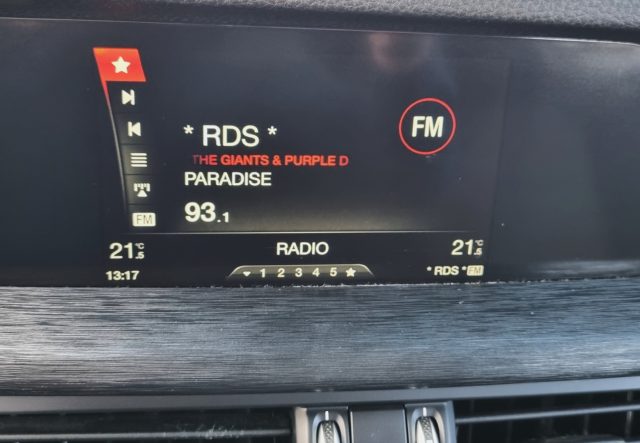 * RDS *
FM
THE GIANTS & PURPLE D
PARADISE
93.1
FM
21°C.5
RADIO
21°C.5
13:17
1 2 3 4 5
* RDS * FM